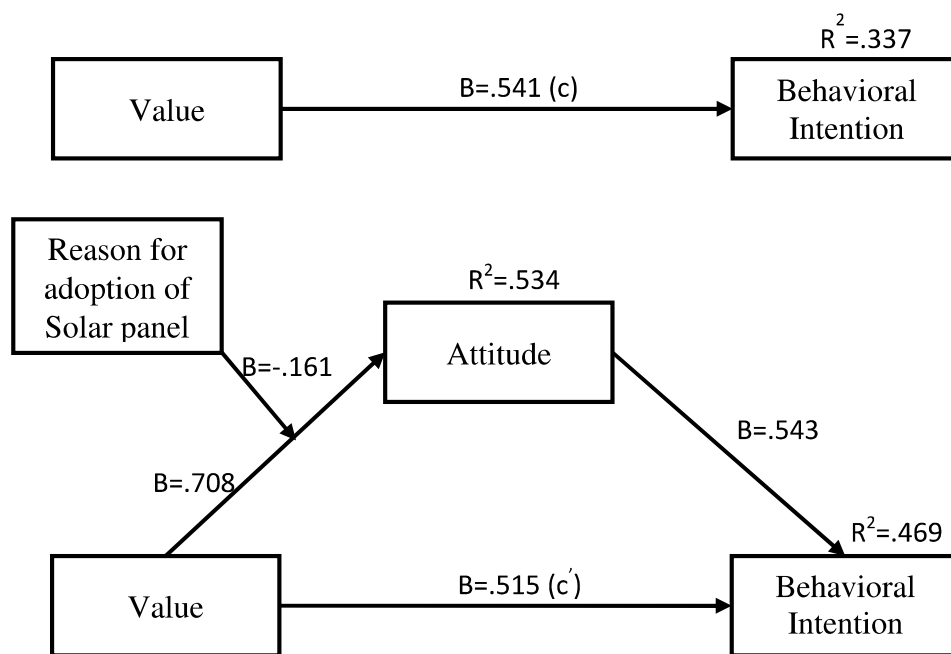 R²=.337
Value
B=.541 (c)
Behavioral
Intention
Reason for
adoption of
Solar panel
R²=.534
Attitude
B=-.161
B=.543
B=.708
R²=.469
Value
B=.515 (c′)
Behavioral
Intention